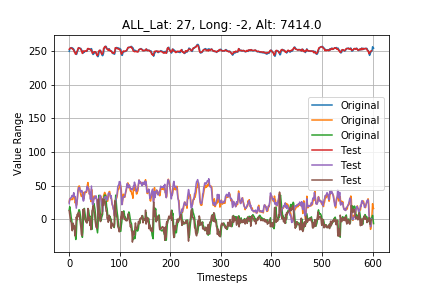 ALL_Lat: 27, Long: -2, Alt: 7414.0
Value Range
250
200
150
100
50
0
Original
Original
Original
Test
Test
Test
0
100
200
300
400
500
600
Timesteps